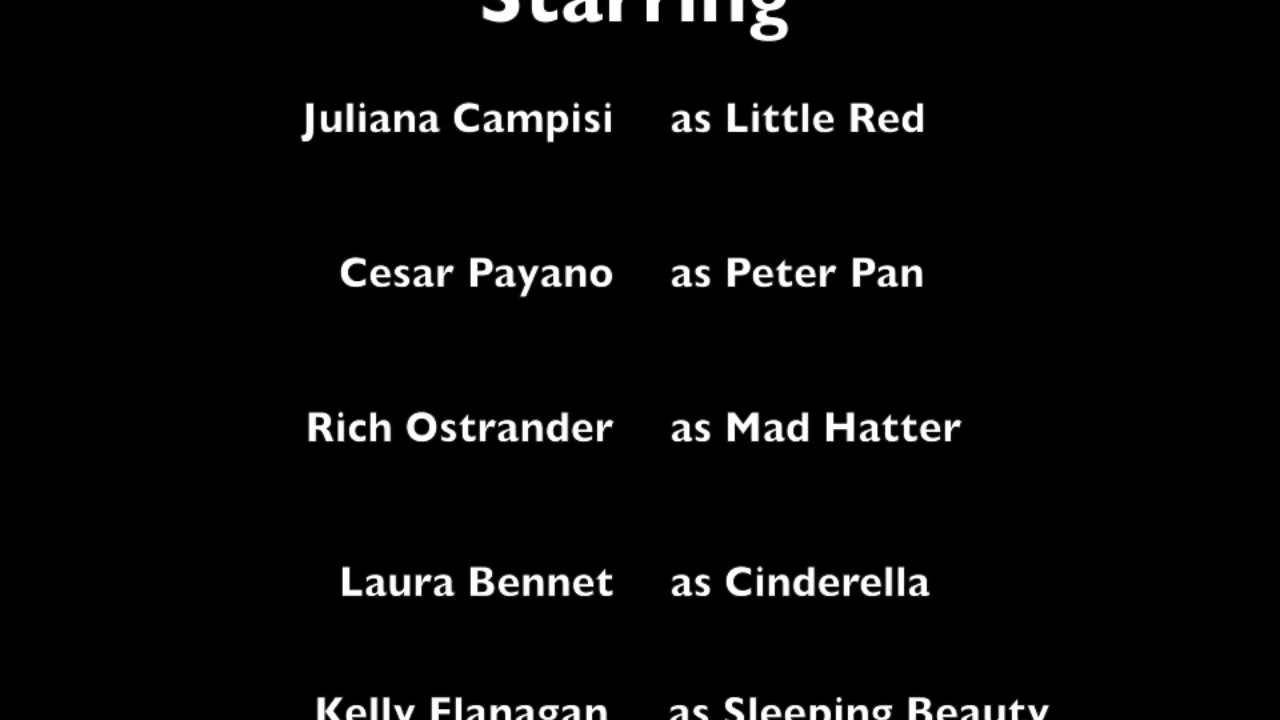 Starring
Juliana Campisi as Little Red
Cesar Payano as Peter Pan
Rich Ostrander as Mad Hatter
Laura Bennet as Cinderella
Kelly Flanagan as Sleeping Beauty